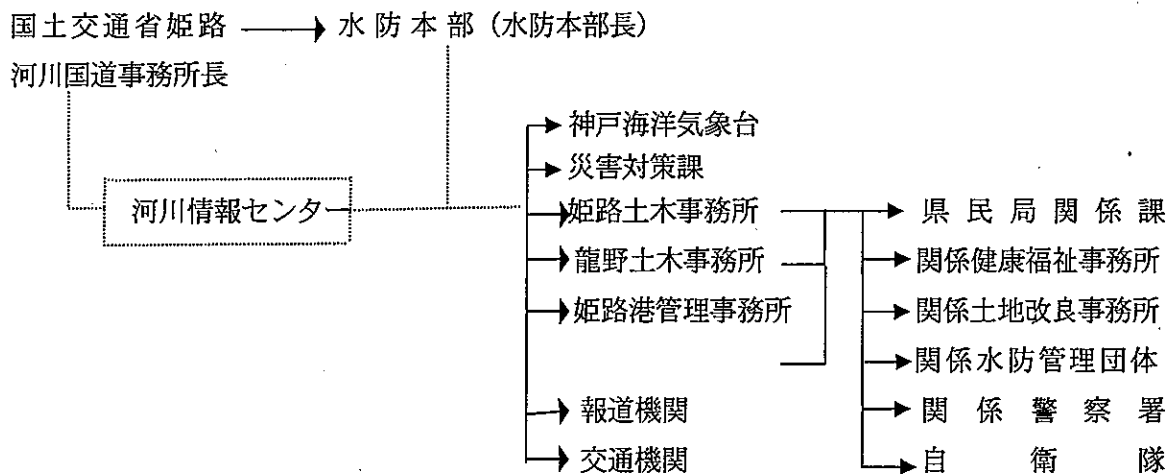 国土交通省姫路
河川国道事務所長
水防本部（水防本部長）
河川情報センター
神戸海洋気象台
災害対策課
姫路土木事務所
龍野土木事務所
姫路港管理事務所
報道機関
交通機関
県民局関係課
関係健康福祉事務所
関係土地改良事務所
関係水防管理団体
関係警察署
自衛隊